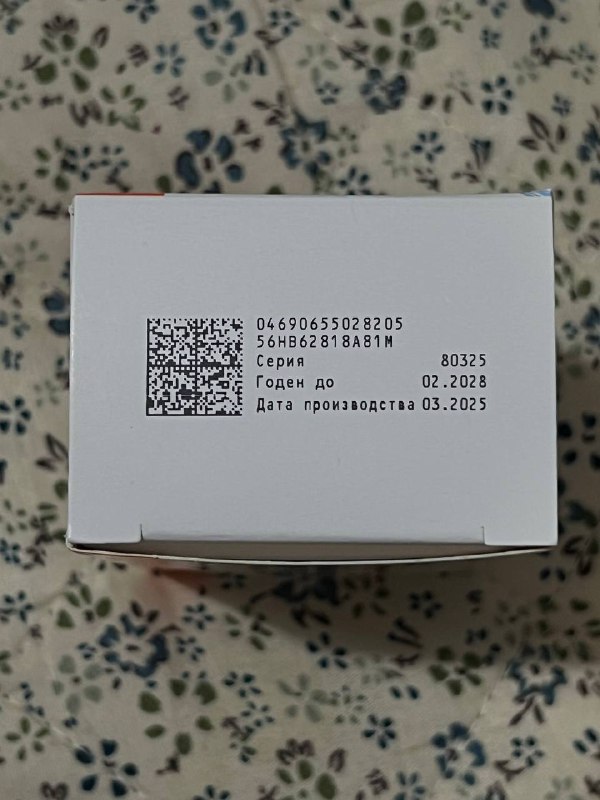 04690655028205
56HB62818A81M
Серия 80325
Годен до 02.2028
Дата производства 03.2025